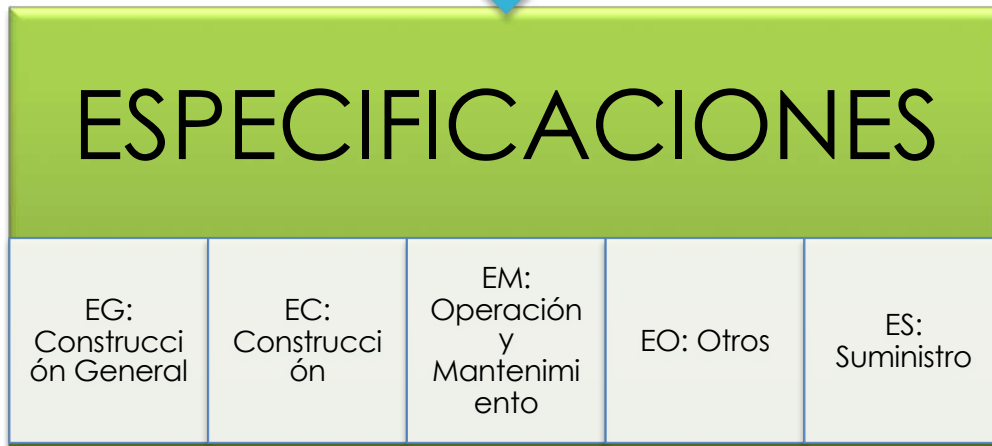 ESPECIFICACIONES
EG:
Construcci
ón General
EC:
Construcci
ón
EM:
Operación
y
Mantenimi
ento
EO: Otros
ES:
Suministro